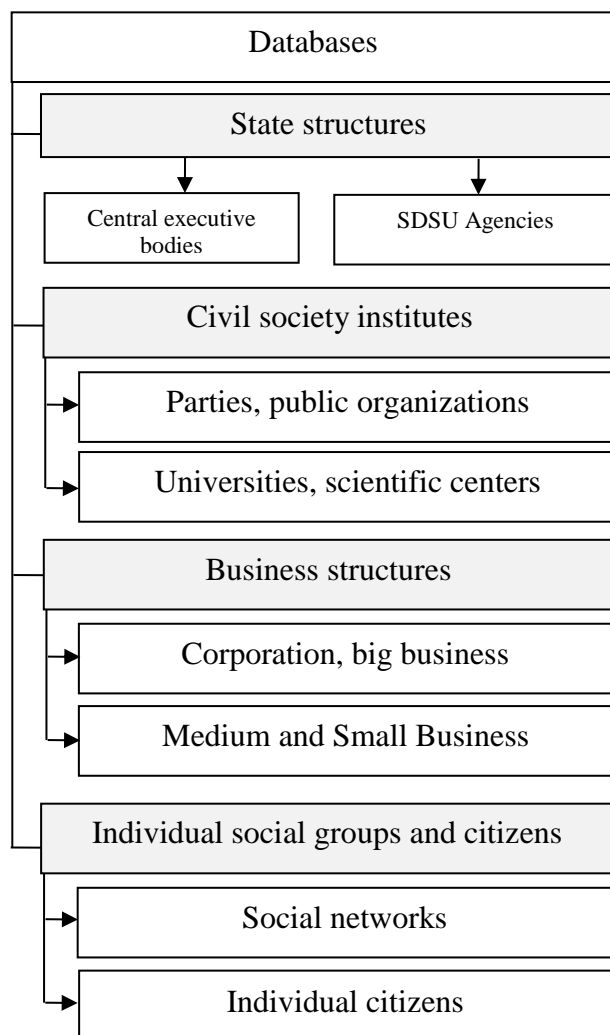 Databases
State structures
Central executive
bodies
SDSU Agencies
Civil society institutes
Parties, public organizations
Universities, scientific centers
Business structures
Corporation, big business
Medium and Small Business
Individual social groups and citizens
Social networks
Individual citizens